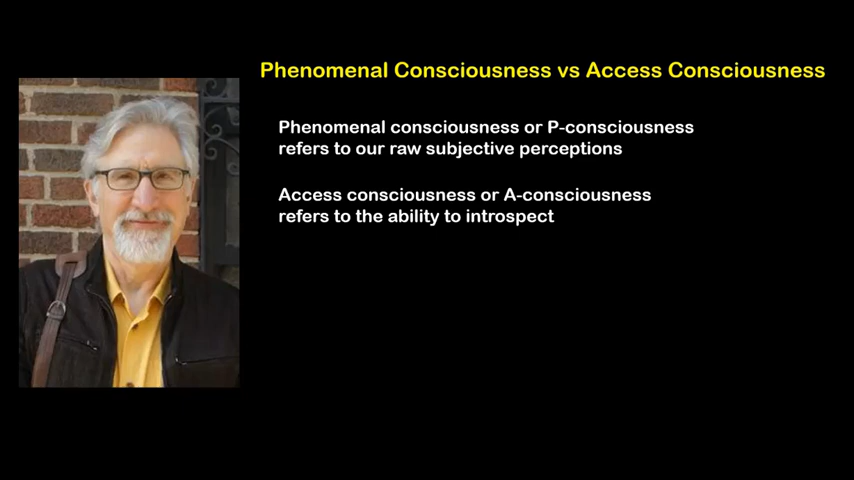 Phenomenal Consciousness vs Access Consciousness
Phenomenal consciousness or P-consciousness
refers to our raw subjective perceptions
Access consciousness or A-consciousness
refers to the ability to introspect